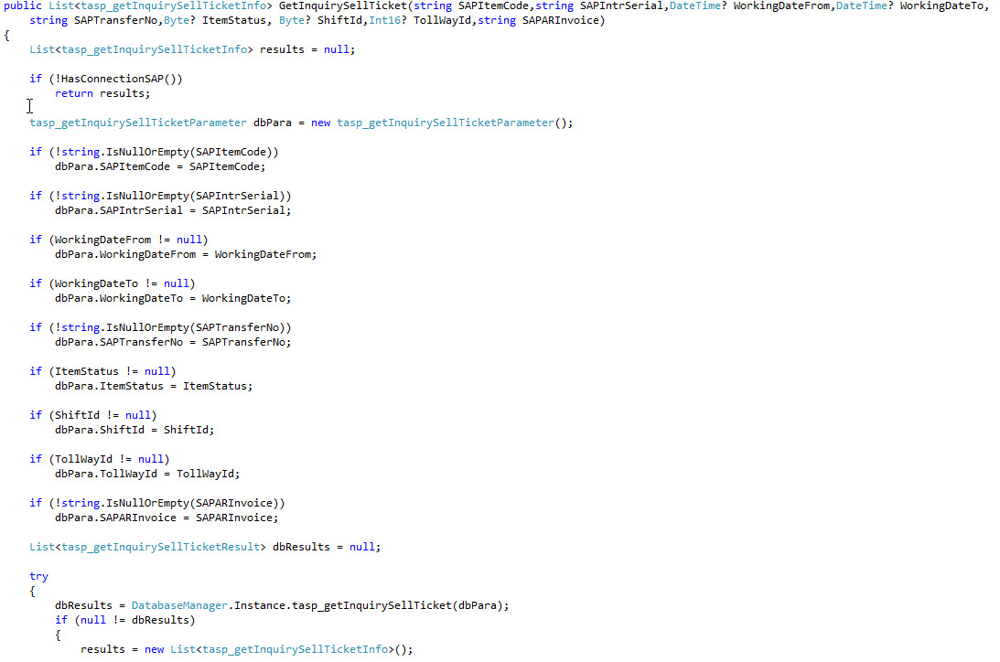 public List<tasp_getInquirySellTicketInfo> GetInquirySellTicket(string SAPItemCode,string SAPIntrSerial,DateTime? WorkingDateFrom,DateTime? WorkingDateTo,
    string SAPTransferNo,Byte? ItemStatus, Byte? ShiftId,Int16? TollWayId,string SAPARInvoice)
{
    List<tasp_getInquirySellTicketInfo> results = null;

    if (!HasConnectionSAP())
        return results;

    tasp_getInquirySellTicketParameter dbPara = new tasp_getInquirySellTicketParameter();

    if (!string.IsNullOrEmpty(SAPItemCode))
        dbPara.SAPItemCode = SAPItemCode;

    if (!string.IsNullOrEmpty(SAPIntrSerial))
        dbPara.SAPIntrSerial = SAPIntrSerial;

    if (WorkingDateFrom != null)
        dbPara.WorkingDateFrom = WorkingDateFrom;

    if (WorkingDateTo != null)
        dbPara.WorkingDateTo = WorkingDateTo;

    if (!string.IsNullOrEmpty(SAPTransferNo))
        dbPara.SAPTransferNo = SAPTransferNo;

    if (ItemStatus != null)
        dbPara.ItemStatus = ItemStatus;

    if (ShiftId != null)
        dbPara.ShiftId = ShiftId;

    if (TollWayId != null)
        dbPara.TollWayId = TollWayId;

    if (!string.IsNullOrEmpty(SAPARInvoice))
        dbPara.SAPARInvoice = SAPARInvoice;

    List<tasp_getInquirySellTicketResult> dbResults = null;

    try
    {
        dbResults = DatabaseManager.Instance.tasp_getInquirySellTicket(dbPara);
        if (null != dbResults)
        {
            results = new List<tasp_getInquirySellTicketInfo>();